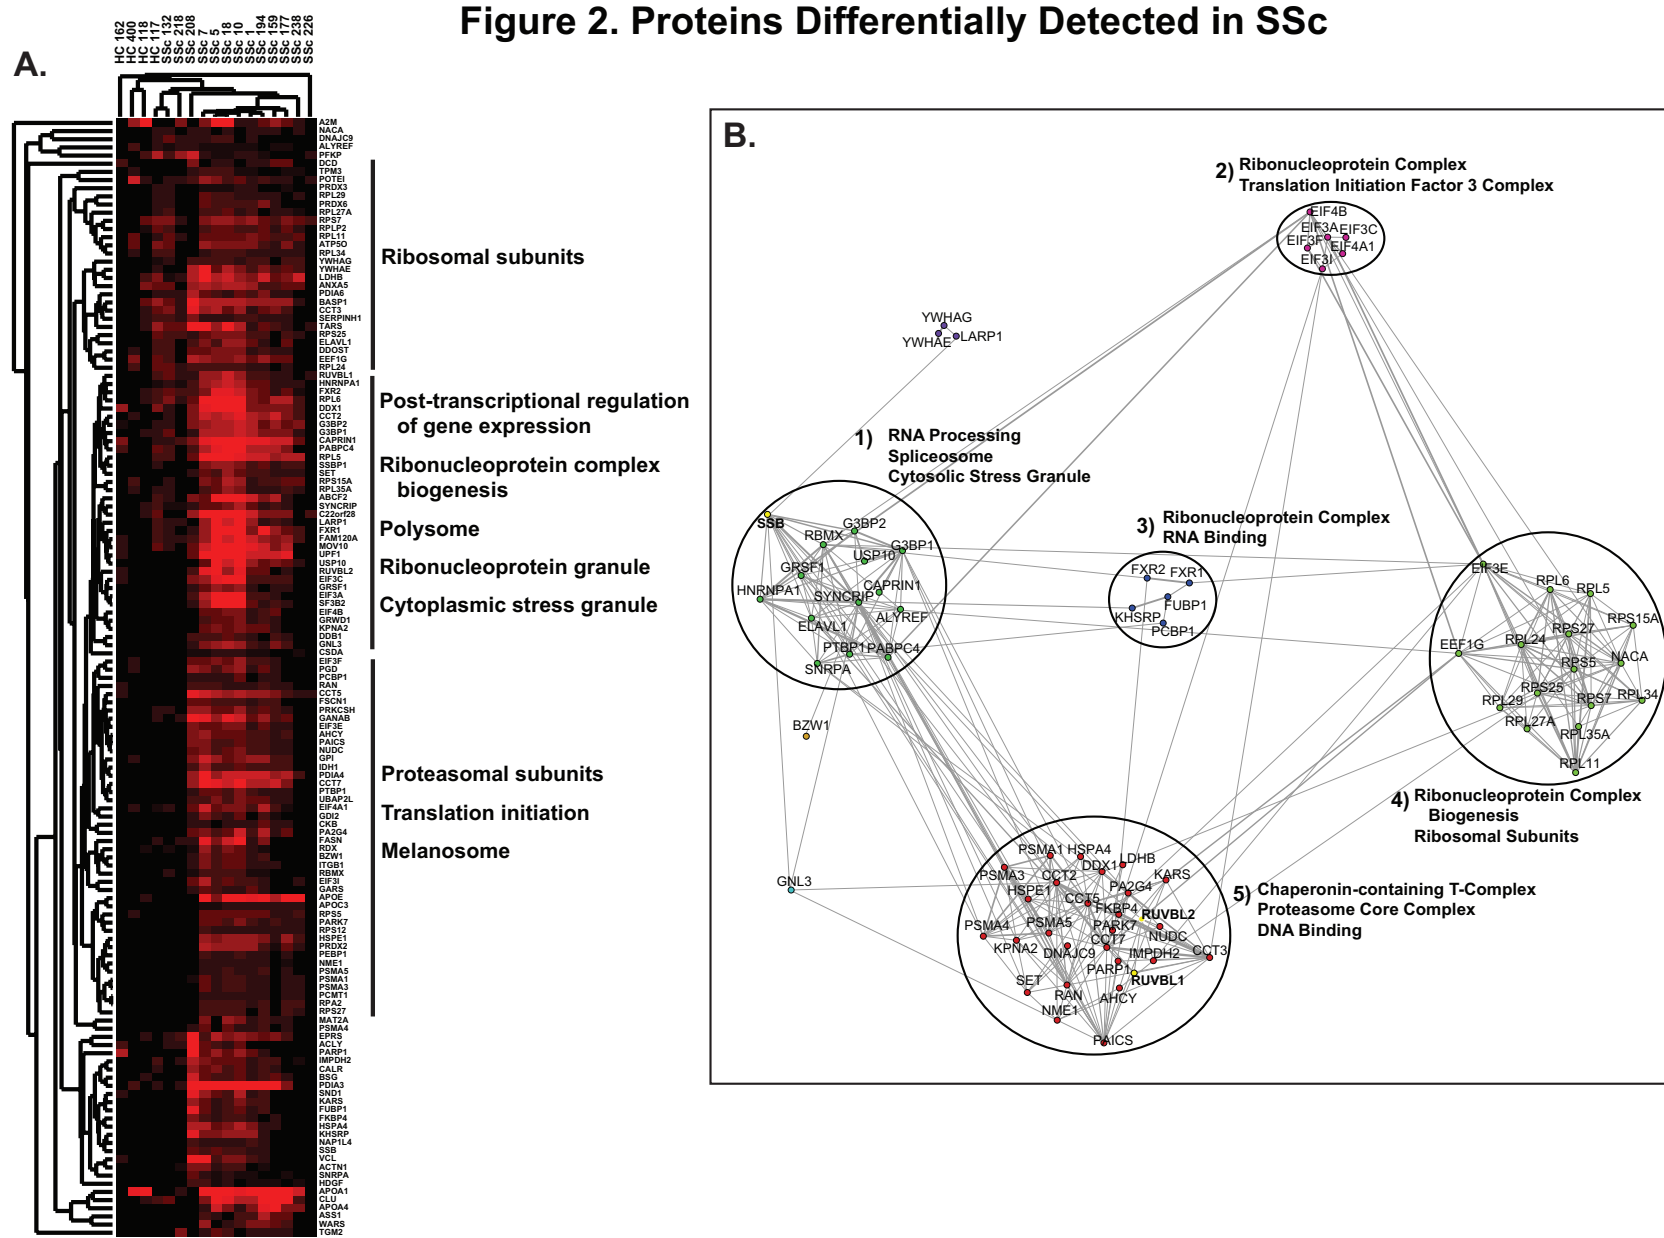 Figure 2. Proteins Differentially Detected in SSc
A.
HC 162
HC 400
HC 118
HC 117
SSc 132
SSc 218
SSc 208
SSc 7
SSc 5
SSc 18
SSc 10
SSc 1
SSc 194
SSc 159
SSc 177
SSc 238
SSc 226
A2M
NACA
DNAJC9
ALYREF
PFKP
DCD
TPM3
POTEI
PRDX3
RPL29
PRDX6
RPL27A
RPS7
RPLP2
RPL11
ATP5O
RPL34
YWHAG
YWHAE
LDHB
ANXA5
PDIA6
BASP1
CCT3
SERPINH1
TARS
RPS25
ELAVL1
DDOST
EEF1G
RPL24
RUVBL1
HNRNPA1
FXR2
RPL6
DDX1
CCT2
G3BP2
G3BP1
CAPRIN1
PABPC4
RPL5
SSBP1
SET
RPS15A
RPL35A
ABCF2
SYNCRIP
C22orf28
LARP1
FXR1
FAM120A
MOV10
UPF1
USP10
RUVBL2
EIF3C
GRSF1
EIF3A
SF3B2
EIF4B
GRWD1
KPNA2
DDB1
GNL3
CSDA
EIF3F
PGD
PCBP1
RAN
CCT5
FSCN1
PRKCSH
GANAB
EIF3E
AHCY
PAICS
NUDC
GPI
IDH1
PDIA4
CCT7
PTBP1
UBAP2L
EIF4A1
GDI2
CKB
PA2G4
FASN
RDX
BZW1
ITGB1
RBMX
EIF3I
GARS
APOE
APOC3
RPS5
PARK7
RPS12
HSPE1
PRDX2
PEBP1
NME1
PSMA5
PSMA1
PSMA3
PCMT1
RPA2
RPS27
MAT2A
PSMA4
EPRS
ACLY
PARP1
IMPDH2
CALR
BSG
PDIA3
SND1
KARS
FUBP1
FKBP4
HSPA4
KHSRP
NAP1L4
SSB
VCL
ACTN1
SNRPA
HDGF
APOA1
CLU
APOA4
ASS1
WARS
TGM2
Ribosomal subunits
Post-transcriptional regulation
of gene expression
Ribonucleoprotein complex
biogenesis
Polysome
Ribonucleoprotein granule
Cytoplasmic stress granule
Proteasomal subunits
Translation initiation
Melanosome
B.
2) Ribonucleoprotein Complex
Translation Initiation Factor 3 Complex
EIF4B
EIF3A EIF3C
EIF3F EIF4A1
EIF3I
YWHAG
YWHAE LARP1
1) RNA Processing
Spliceosome
Cytosolic Stress Granule
SSB
G3BP2
RBMX
G3BP1
USP10
GRSF1
HNRNPA1
CAPRIN1
SYNCRIP
ALYREF
ELAVL1
PTBP1 PABPC4
SNRPA
BZW1
GNL3
3) Ribonucleoprotein Complex
RNA Binding
FXR2 FXR1
FUBP1
KHSRP
PCBP1
EIF3E
RPL6
RPL5
RPS15A
RPS27
EEF1G
RPL24
NACA
RPS5
RPS25
RPS7
RPL34
RPL29
RPL27A
RPL35A
RPL11
4) Ribonucleoprotein Complex
Biogenesis
Ribosomal Subunits
PSMA1 HSPA4
LDHB
DDX1
PSMA3
CCT2
KARS
HSPE1
PA2G4
CCT5
FKBP4
RUVBL2
PSMA4
PSMA5
PARK7
NUDC
KPNA2
CCT7
DNAJC9
IMPDH2
CCT3
PARP1
SET
RUVBL1
RAN
AHCY
NME1
PAICS
5) Chaperonin-containing T-Complex
Proteasome Core Complex
DNA Binding